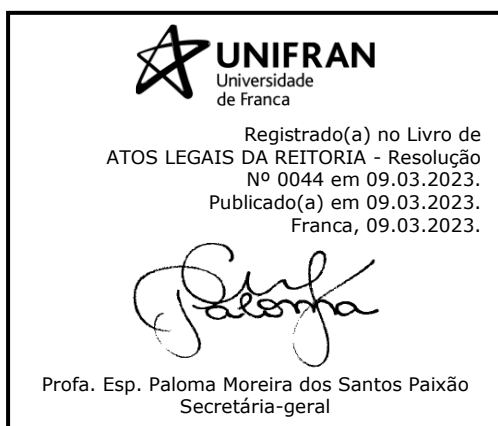 UNIFRAN
Universidade
de Franca
Registrado(a) no Livro de
ATOS LEGAIS DA REITORIA - Resolução
Nº 0044 em 09.03.2023.
Publicado(a) em 09.03.2023.
Franca, 09.03.2023.
Paloma
Profa. Esp. Paloma Moreira dos Santos Paixão
Secretária-geral